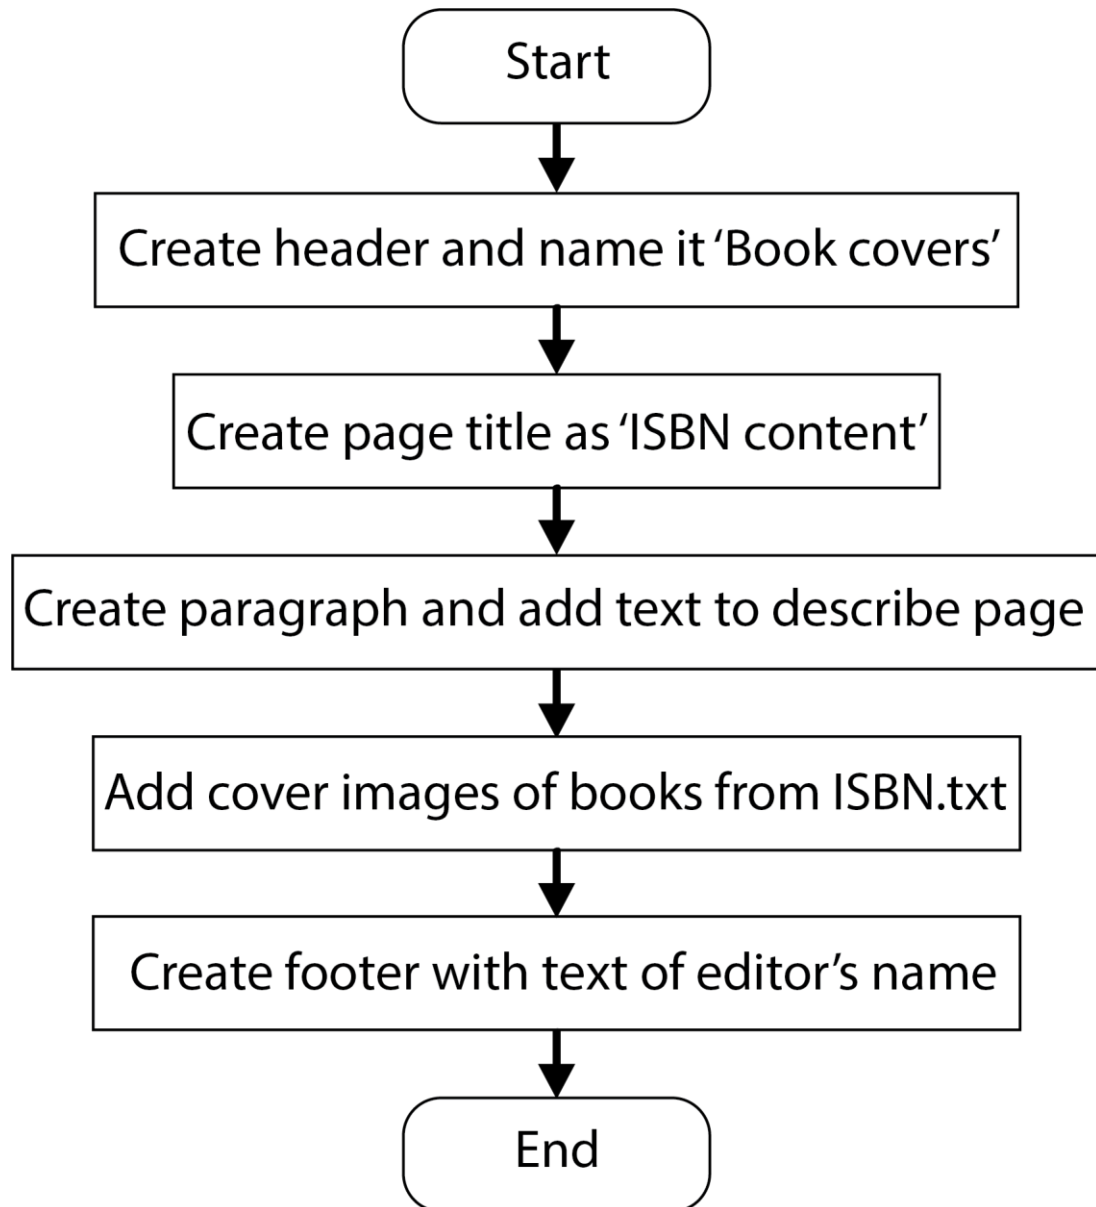 Start
Create header and name it ‘Book covers’
Create page title as ‘ISBN content’
Create paragraph and add text to describe page
Add cover images of books from ISBN.txt
Create footer with text of editor’s name
End